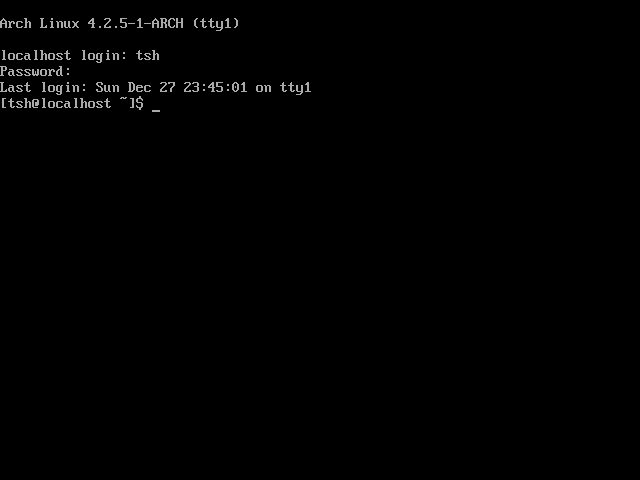 Arch Linux 4.2.5-1-ARCH (tty1)
localhost login: tsh
Password:
Last login: Sun Dec 27 23:45:01 on tty1
[tsh@localhost ~]$ _